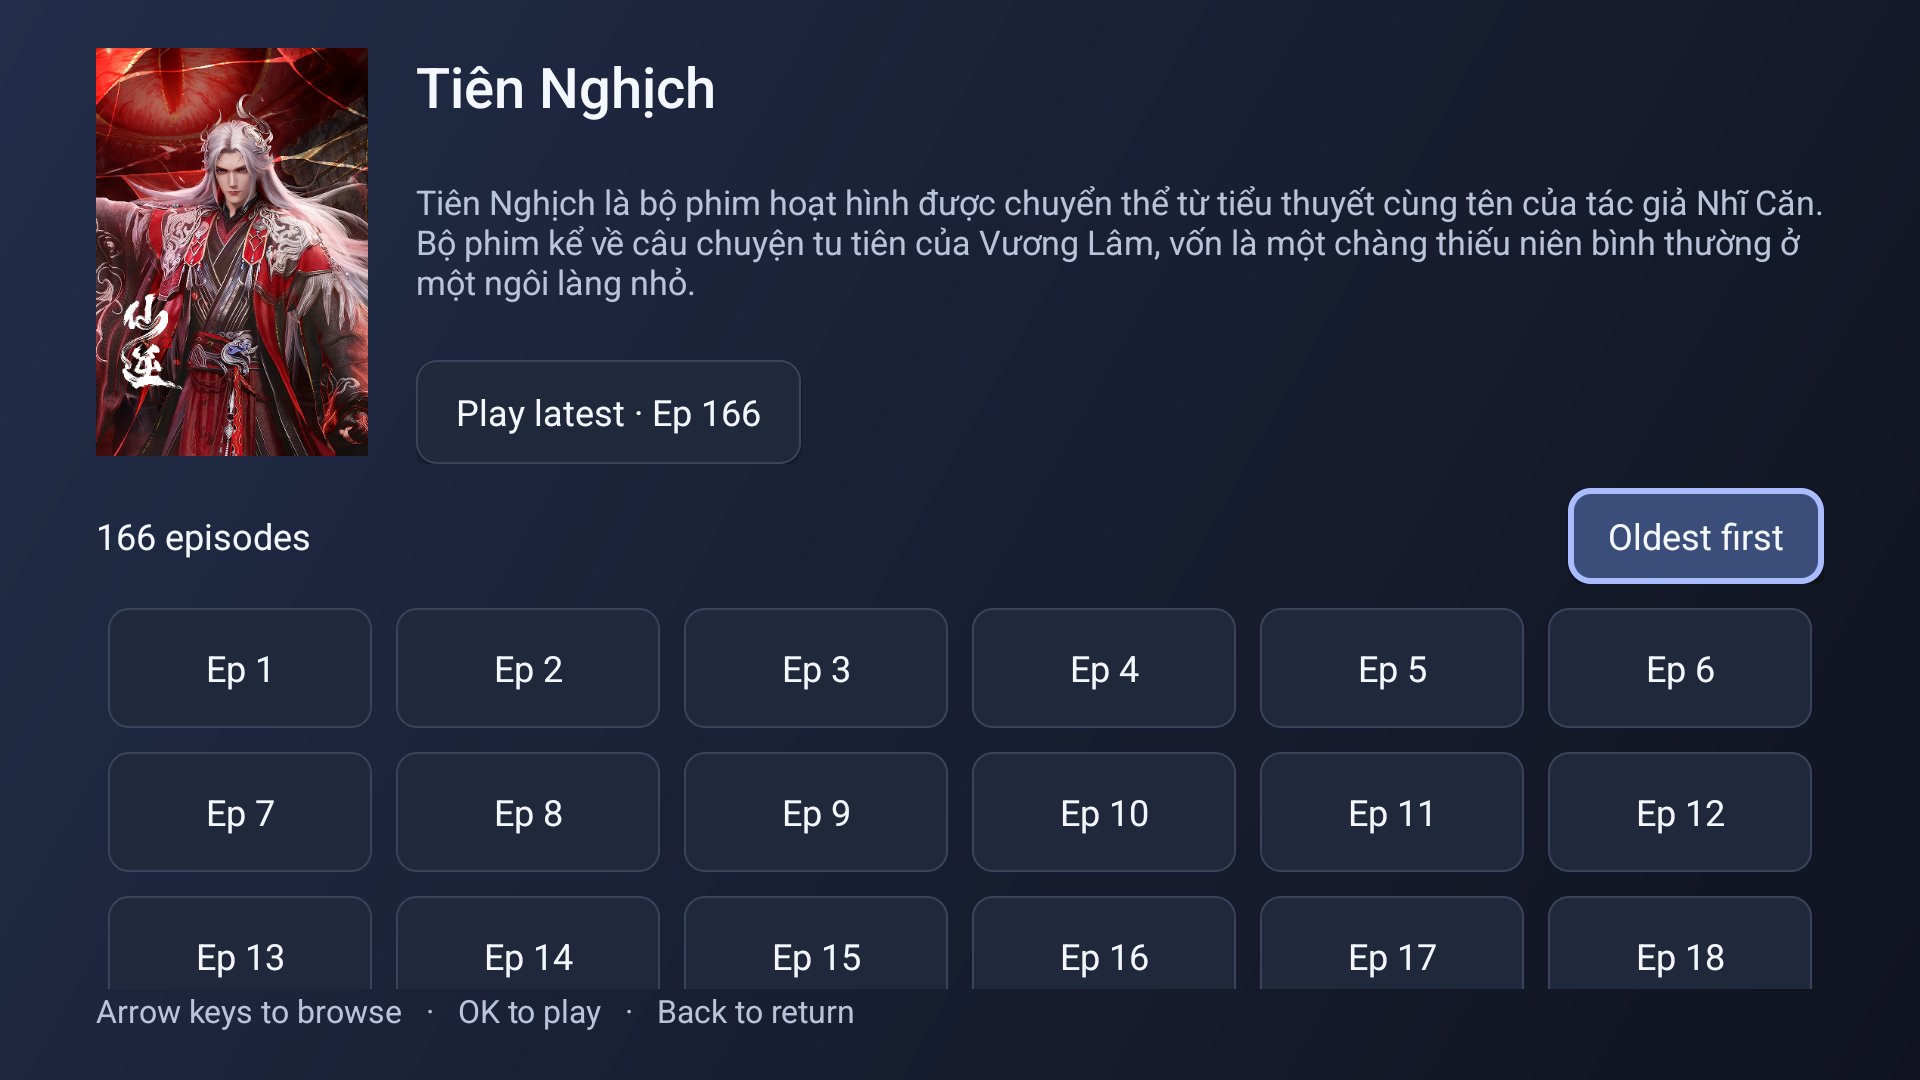 Tiên Nghịch
Tiên Nghịch là bộ phim hoạt hình được chuyển thể từ tiểu thuyết cùng tên của tác giả Nhĩ Căn.
Bộ phim kể về câu chuyện tu tiên của Vương Lâm, vốn là một chàng thiếu niên bình thường ở
một ngôi làng nhỏ.
仙
逆
Play latest · Ep 166
166 episodes
Oldest first
Ep 1
Ep 2
Ep 3
Ep 4
Ep 5
Ep 6
Ep 7
Ep 8
Ep 9
Ep 10
Ep 11
Ep 12
Ep 13
Ep 14
Ep 15
Ep 16
Ep 17
Ep 18
Arrow keys to browse · OK to play · Back to return